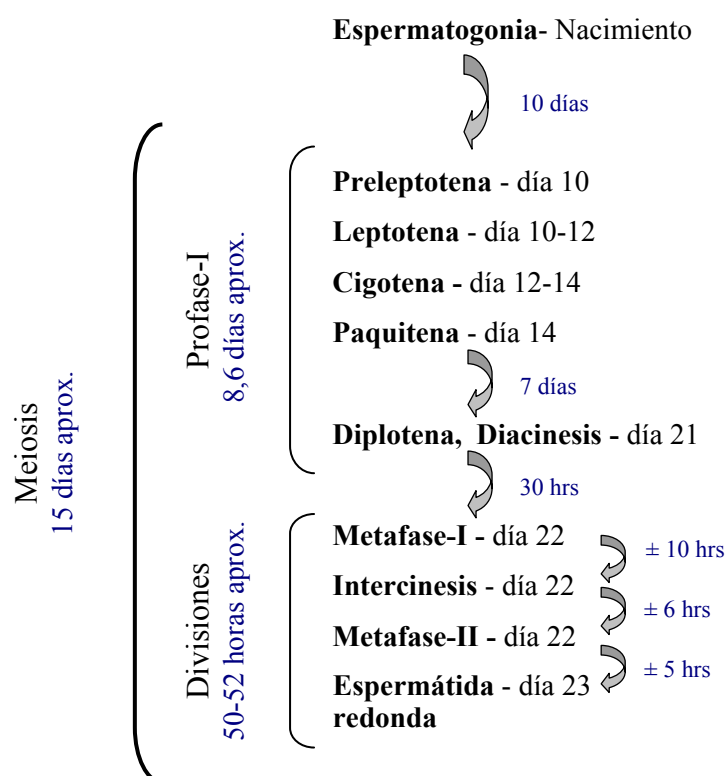 Espermatogonia- Nacimiento
10 días
Meiosis
15 días aprox.
Profase-I
8,6 días aprox.
Preleptotena - día 10
Leptotena - día 10-12
Cigotena - día 12-14
Paquitena - día 14
7 días
Diplotena, Diacinesis - día 21
30 hrs
Divisiones
50-52 horas aprox.
Metafase-I - día 22
± 10 hrs
Intercinesis - día 22
± 6 hrs
Metafase-II - día 22
± 5 hrs
Espermátida - día 23
redonda